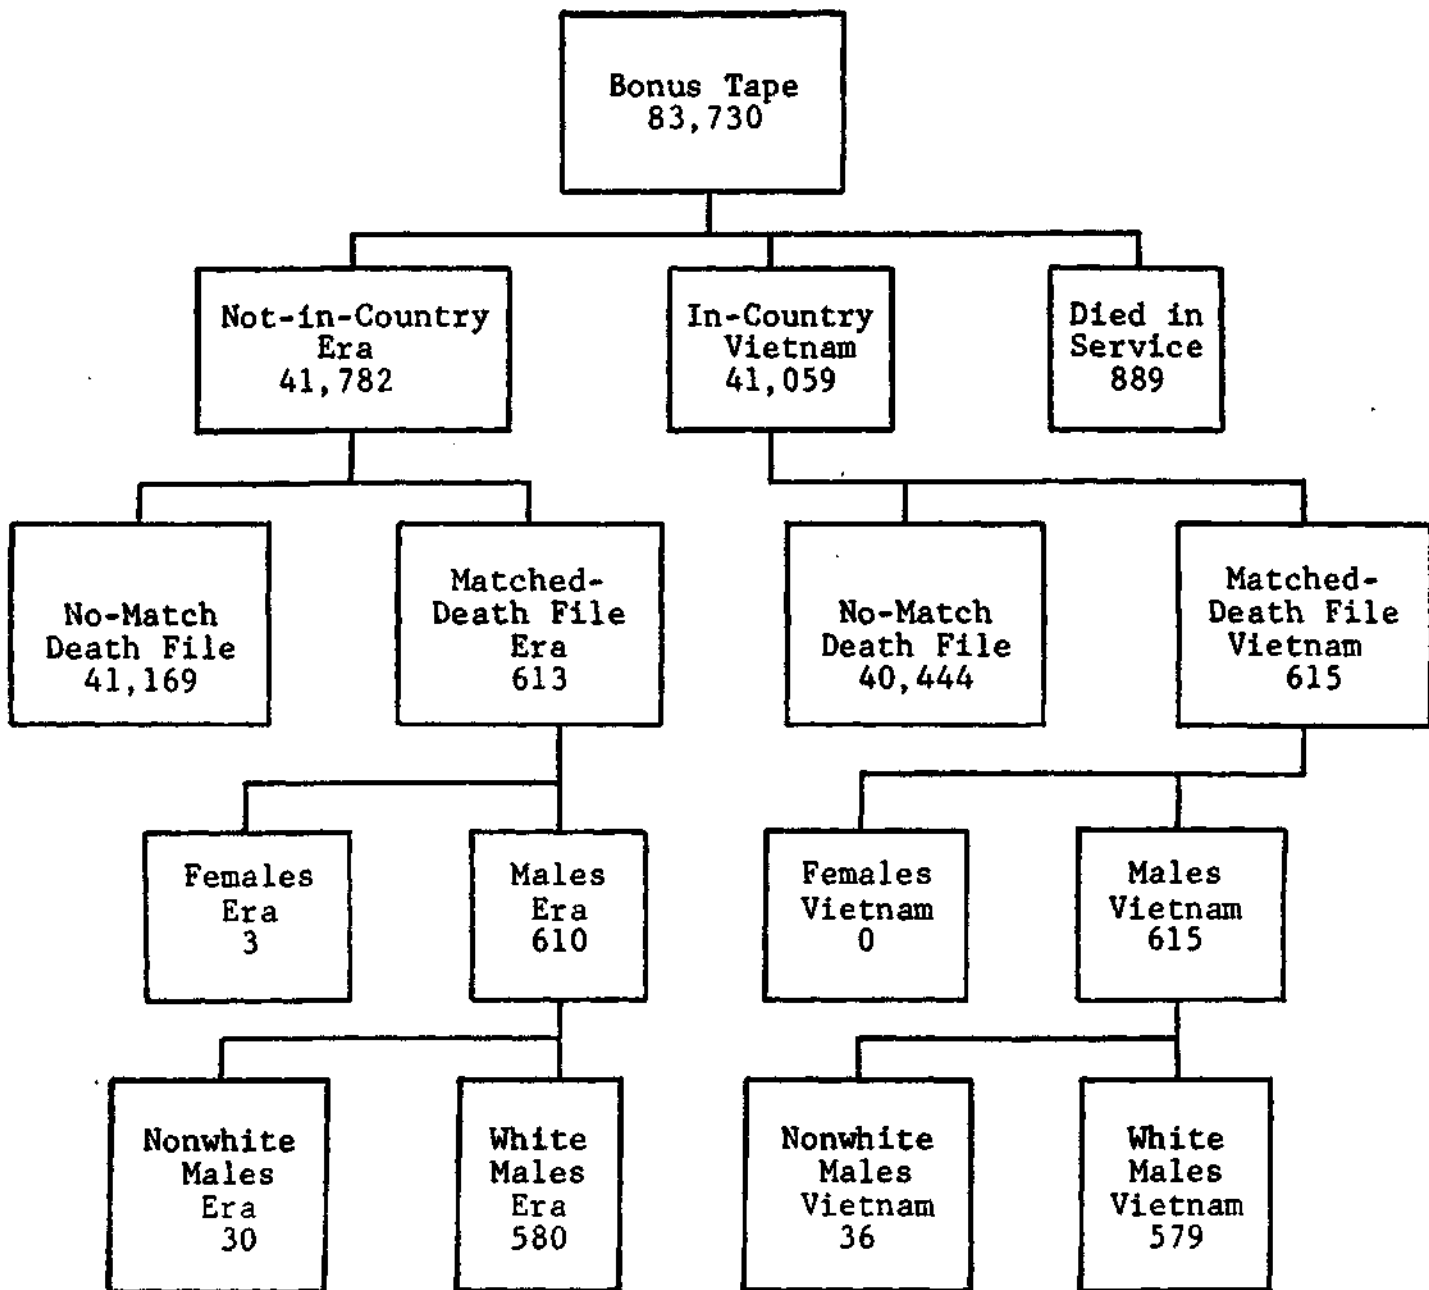 Bonus Tape
83,730
Not-in-Country
Era
41,782
In-Country
Vietnam
41,059
Died in
Service
889
No-Match
Death File
41,169
Matched-
Death File
Era
613
No-Match
Death File
40,444
Matched-
Death File
Vietnam
615
Females
Era
3
Males
Era
610
Females
Vietnam
0
Males
Vietnam
615
Nonwhite
Males
Era
30
White
Males
Era
580
Nonwhite
Males
Vietnam
36
White
Males
Vietnam
579